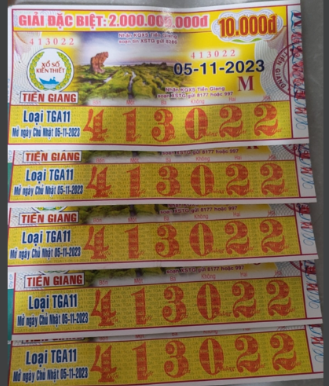 GIẢI ĐẶC BIỆT: 2.000.000.000đ 10.000đ
413022
413022
XỔ SỐ
KIẾN THIẾT
05-11-2023
M
TIỀN GIANG
Loại TGA11
Mở ngày Chủ Nhật 05-11-2023
413022
Loại TGA11
Mở ngày Chủ Nhật 05-11-2023
413022
TIỀN GIANG
Loại TGA11
Mở ngày Chủ Nhật 05-11-2023
413022
TIỀN GIANG
Loại TGA11
Mở ngày Chủ Nhật 05-11-2023
413022
Loại TGA11
Mở ngày Chủ Nhật 05-11-2023
413022